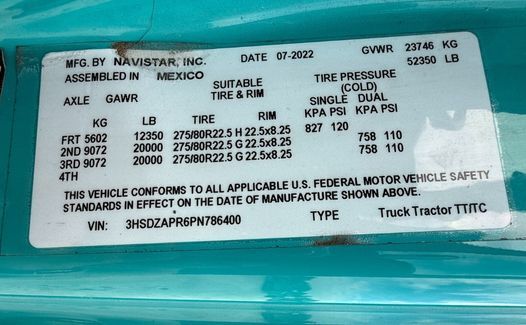 MFG. BY NAVISTAR, INC. DATE 07-2022 GVWR 23746 KG
ASSEMBLED IN MEXICO 52350 LB
SUITABLE TIRE PRESSURE
AXLE GAWR TIRE & RIM (COLD)
SINGLE DUAL
KG LB TIRE RIM KPA PSI KPA PSI
FRT 5602 12350 275/80R22.5 H 22.5x8.25 827 120
2ND 9072 20000 275/80R22.5 G 22.5x8.25 758 110
3RD 9072 20000 275/80R22.5 G 22.5x8.25 758 110
4TH
THIS VEHICLE CONFORMS TO ALL APPLICABLE U.S. FEDERAL MOTOR VEHICLE SAFETY
STANDARDS IN EFFECT ON THE DATE OF MANUFACTURE SHOWN ABOVE.
VIN: 3HSDZAPR6PN786400 TYPE Truck Tractor TT/TC